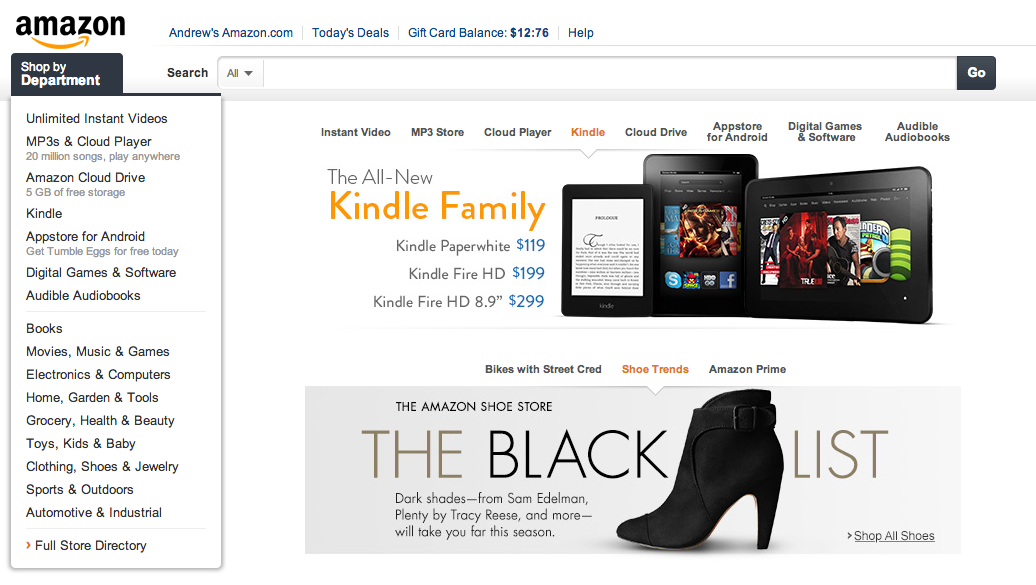 amazon
Andrew's Amazon.com
Today's Deals
Gift Card Balance: $12.76
Help
Shop by
Department
Search
All
Go
Unlimited Instant Videos
MP3s & Cloud Player
20 million songs, play anywhere
Amazon Cloud Drive
5 GB of free storage
Kindle
Appstore for Android
Get Tumble Eggs for free today
Digital Games & Software
Audible Audiobooks
Books
Movies, Music & Games
Electronics & Computers
Home, Garden & Tools
Grocery, Health & Beauty
Toys, Kids & Baby
Clothing, Shoes & Jewelry
Sports & Outdoors
Automotive & Industrial
› Full Store Directory
Instant Video
MP3 Store
Cloud Player
Kindle
Cloud Drive
Appstore
for Android
Digital Games
& Software
Audible
Audiobooks
The All-New
Kindle Family
Kindle Paperwhite $119
Kindle Fire HD $199
Kindle Fire HD 8.9” $299
PROLOGUE
kindle
HBO
GO
TRUE
Bikes with Street Cred
Shoe Trends
Amazon Prime
THE AMAZON SHOE STORE
THE BLACK LIST
Dark shades—from Sam Edelman,
Plenty by Tracy Reese, and more—
will take you far this season.
› Shop All Shoes